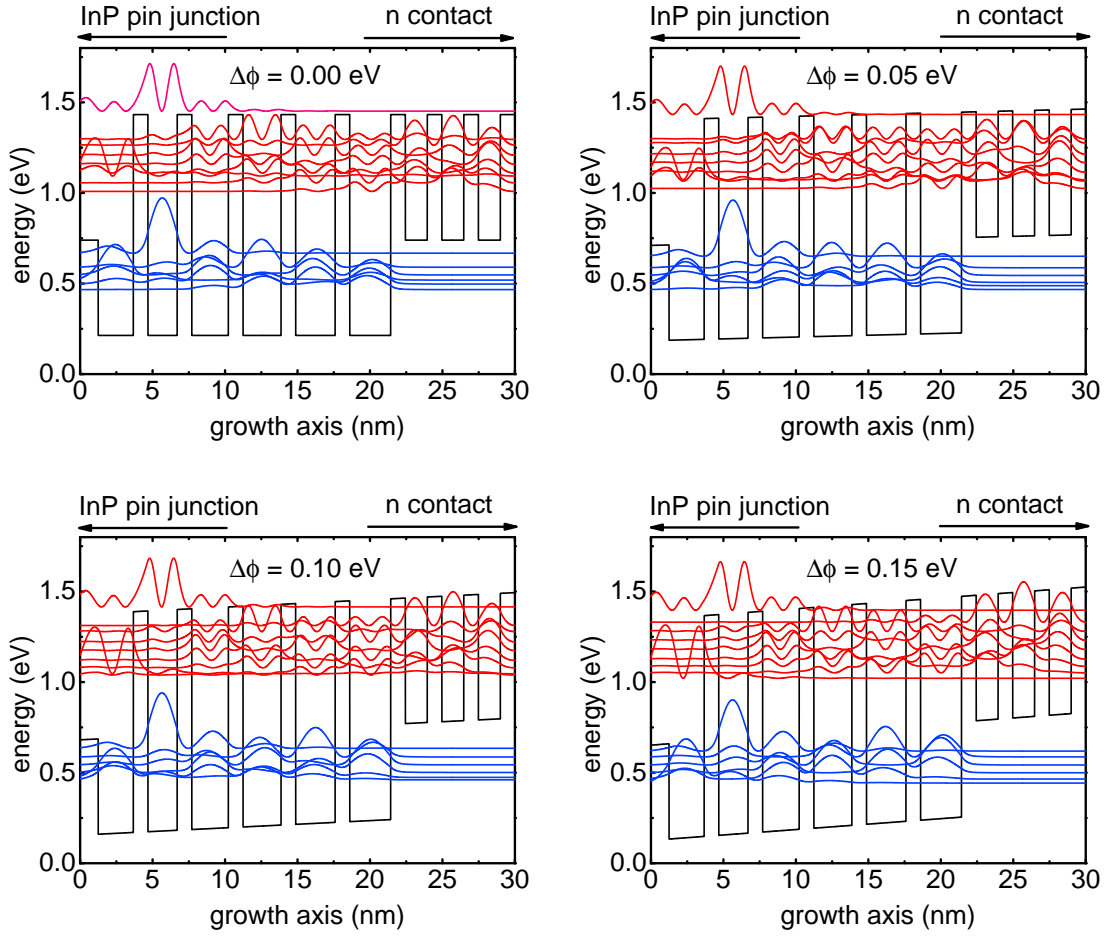 InP pin junction
n contact
Δϕ = 0.00 eV
energy (eV)
1.5
1.0
0.5
0.0
0 5 10 15 20 25 30
growth axis (nm)
InP pin junction
n contact
Δϕ = 0.05 eV
energy (eV)
1.5
1.0
0.5
0.0
0 5 10 15 20 25 30
growth axis (nm)
InP pin junction
n contact
Δϕ = 0.10 eV
energy (eV)
1.5
1.0
0.5
0.0
0 5 10 15 20 25 30
growth axis (nm)
InP pin junction
n contact
Δϕ = 0.15 eV
energy (eV)
1.5
1.0
0.5
0.0
0 5 10 15 20 25 30
growth axis (nm)